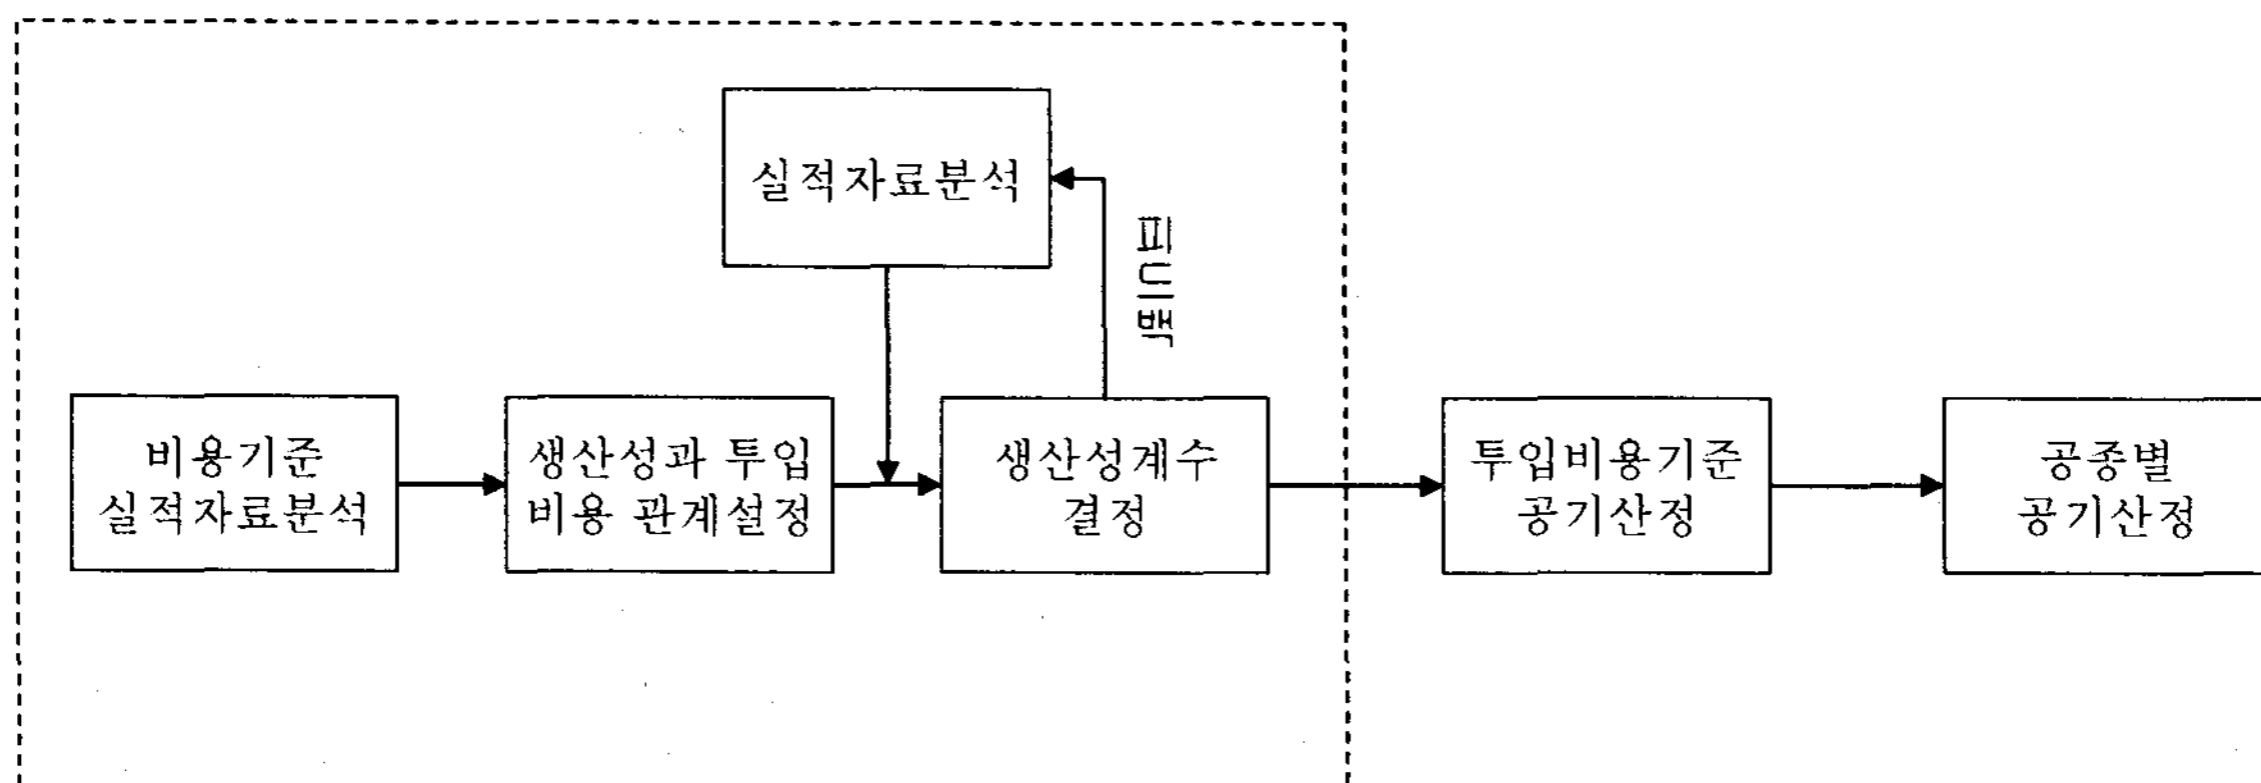 실적자료분석
피드백
비용기준
실적자료분석
생산성과 투입
비용 관계설정
생산성계수
결정
투입비용기준
공기산정
공종별
공기산정